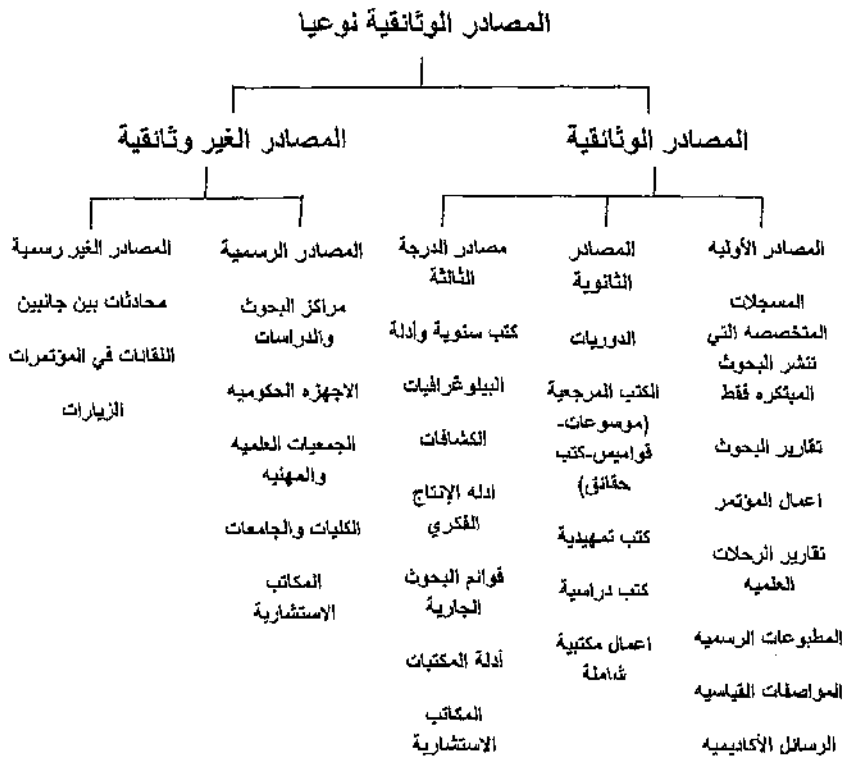 المصادر الوثائقية نوعيا
المصادر الوثائقية
المصادر الغير وثائقية
المصادر الأوليه
المسجلات
المتخصصه التي
تنشر البحوث
المبتكره فقط
تقارير البحوث
اعمال المؤتمر
تقارير الرحلات
العلميه
المطبوعات الرسميه
المواصفات القياسيه
الرسائل الأكاديميه
المصادر
الثانوية
الدوريات
الكتب المرجعية
(موسوعات-
قواميس-كتب
حقائق)
كتب تمهيدية
كتب دراسية
اعمال مكتبية
شاملة
مصادر الدرجة
الثالثة
كتب سنوية وأدلة
البيلوغرافيات
الكشافات
ادله الإنتاج
الفكري
قوائم البحوث
الجارية
أدلة المكتبات
المكاتب
الاستشارية
المصادر الرسمية
مراكز البحوث
والدراسات
الاجهزه الحكوميه
الجمعيات العلميه
والمهنيه
الكليات والجامعات
المكاتب
الاستشارية
المصادر الغير رسمية
محادثات بين جانبين
اللقائات في المؤتمرات
الزيارات